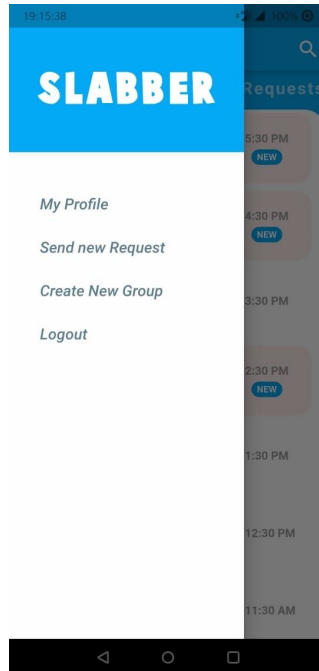 19:15:38
100%
SLABBER
Requests
5:30 PM
NEW
My Profile
4:30 PM
NEW
Send new Request
Create New Group
3:30 PM
Logout
2:30 PM
NEW
1:30 PM
12:30 PM
11:30 AM